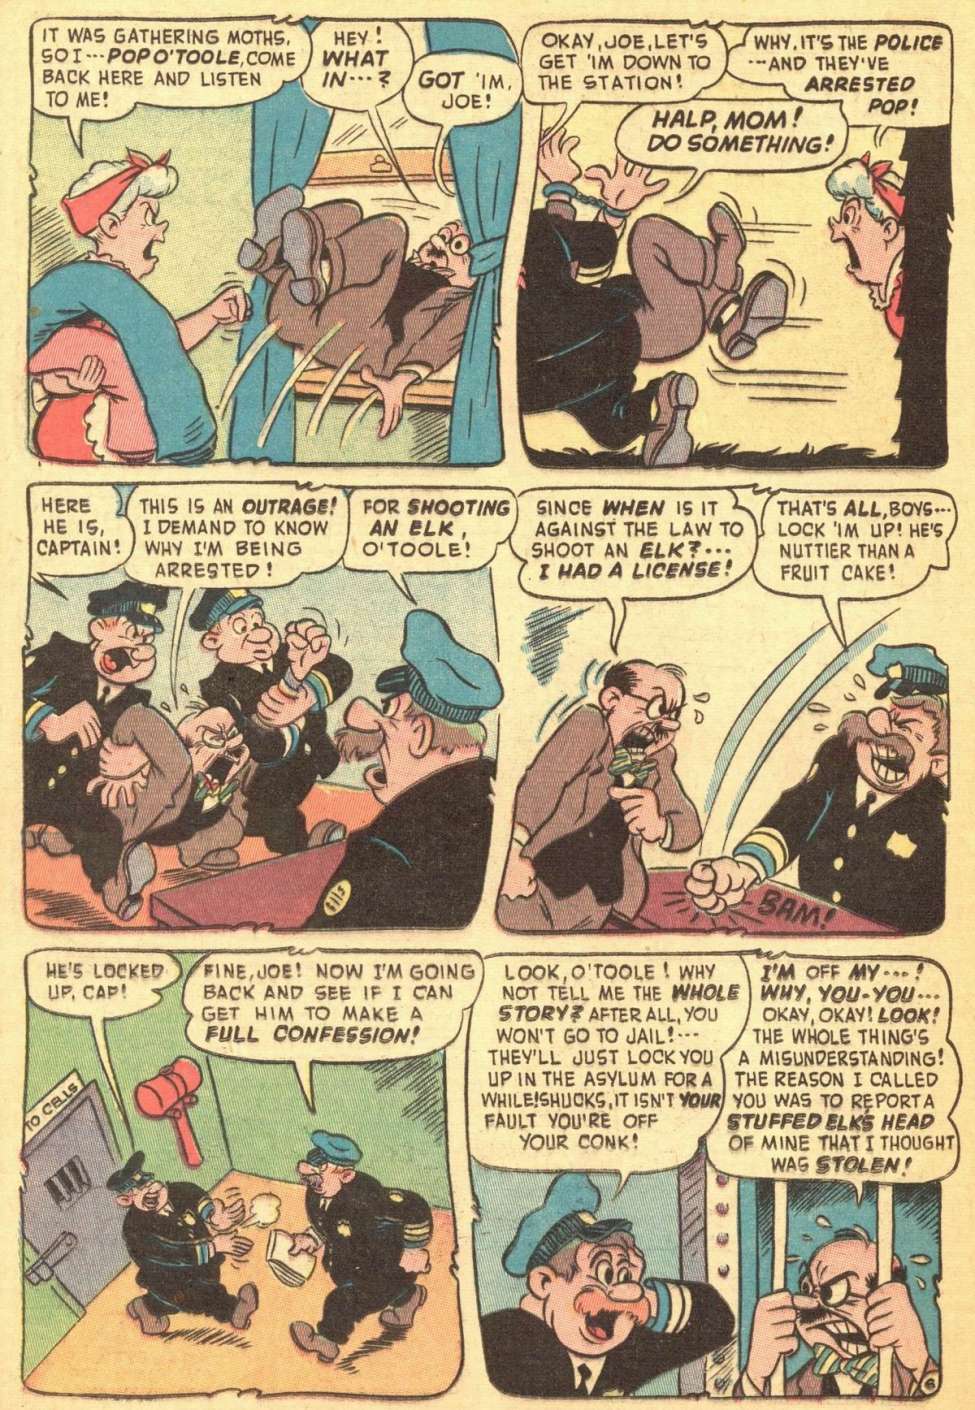 IT WAS GATHERING MOTHS,
SO I--- POP O'TOOLE, COME
BACK HERE AND LISTEN
TO ME!
HEY!
WHAT
IN---?
GOT 'IM,
JOE!
OKAY, JOE, LET'S
GET 'IM DOWN TO
THE STATION!
HALP, MOM!
DO SOMETHING!
WHY, IT'S THE POLICE
---AND THEY'VE
ARRESTED
POP!
HERE
HE IS,
CAPTAIN!
THIS IS AN OUTRAGE!
I DEMAND TO KNOW
WHY I'M BEING
ARRESTED!
FOR SHOOTING
AN ELK,
O'TOOLE!
SINCE WHEN IS IT
AGAINST THE LAW TO
SHOOT AN ELK?---
I HAD A LICENSE!
THAT'S ALL, BOYS---
LOCK 'IM UP! HE'S
NUTTIER THAN A
FRUIT CAKE!
BAM!
HE'S LOCKED
UP, CAP!
FINE, JOE! NOW I'M GOING
BACK AND SEE IF I CAN
GET HIM TO MAKE A
FULL CONFESSION!
TO CELLS
LOOK, O'TOOLE! WHY
NOT TELL ME THE WHOLE
STORY? AFTER ALL, YOU
WON'T GO TO JAIL!---
THEY'LL JUST LOCK YOU
UP IN THE ASYLUM FOR A
WHILE! SHUCKS, IT ISN'T YOUR
FAULT YOU'RE OFF
YOUR CONK!
I'M OFF MY---!
WHY, YOU-YOU---
OKAY, OKAY! LOOK!
THE WHOLE THING'S
A MISUNDERSTANDING!
THE REASON I CALLED
YOU WAS TO REPORT A
STUFFED ELK'S HEAD
OF MINE THAT I THOUGHT
WAS STOLEN!
6